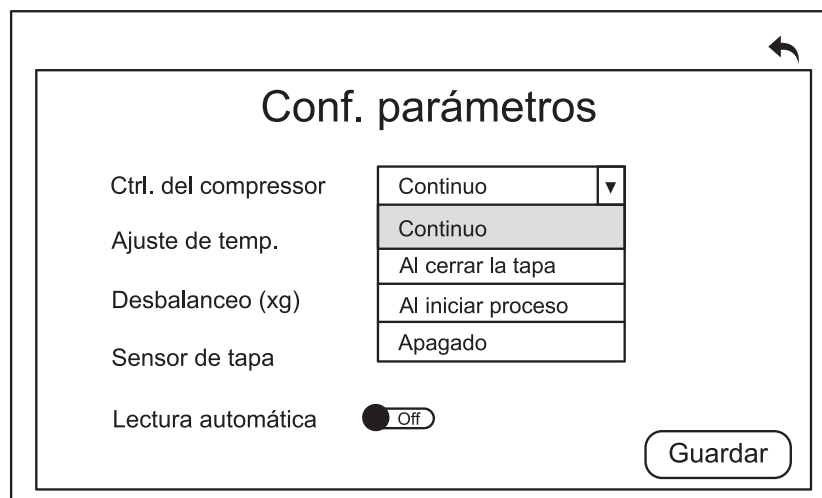 Conf. parámetros
Ctrl. del compressor
Continuo
Continuo
Ajuste de temp.
Al cerrar la tapa
Desbalanceo (xg)
Al iniciar proceso
Sensor de tapa
Apagado
Lectura automática
Off
Guardar